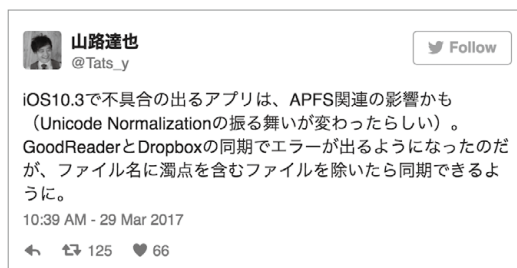 山路達也
@Tats_y
Follow
iOS10.3で不具合の出るアプリは、APFS関連の影響かも
（Unicode Normalizationの振る舞いが変わったらしい）。
GoodReaderとDropboxの同期でエラーが出るようになったのだ
が、ファイル名に濁点を含むファイルを除いたら同期できるよ
うに。
10:39 AM - 29 Mar 2017
125 66